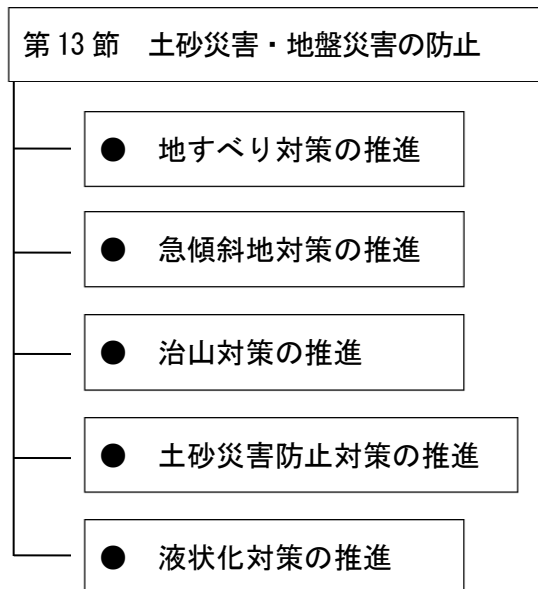 第13節　土砂災害・地盤災害の防止
●　地すべり対策の推進
●　急傾斜地対策の推進
●　治山対策の推進
●　土砂災害防止対策の推進
●　液状化対策の推進